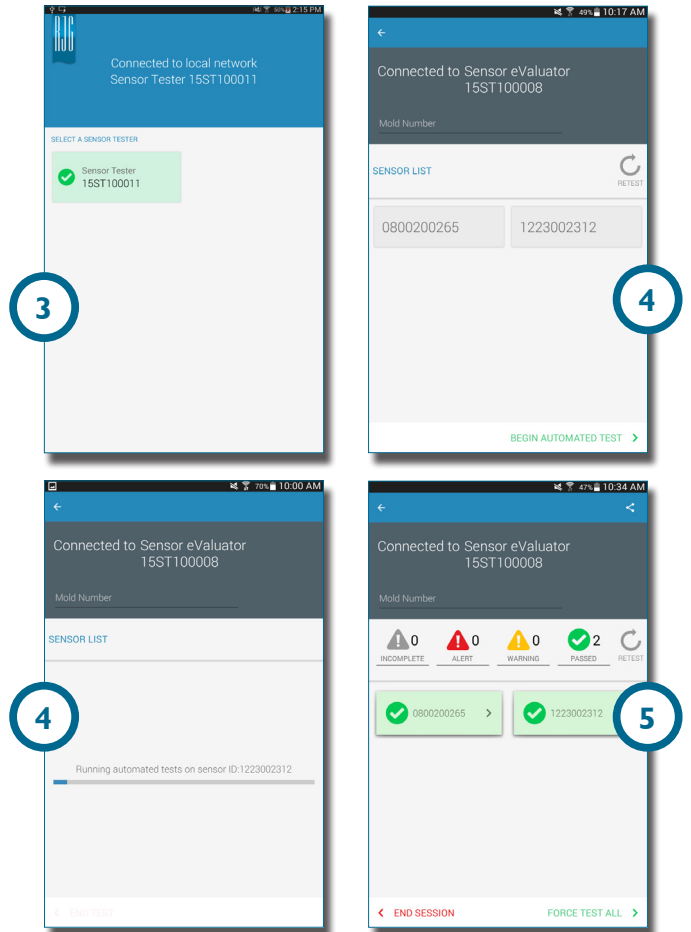 50% 2:15 PM
RJG
Connected to local network
Sensor Tester 15ST100011
SELECT A SENSOR TESTER
Sensor Tester
15ST100011
3
49% 10:17 AM
Connected to Sensor eValuator
15ST100008
Mold Number
SENSOR LIST
RETEST
0800200265
1223002312
4
BEGIN AUTOMATED TEST
70% 10:00 AM
Connected to Sensor eValuator
15ST100008
Mold Number
SENSOR LIST
4
Running automated tests on sensor ID:1223002312
END TEST
47% 10:34 AM
Connected to Sensor eValuator
15ST100008
Mold Number
0 0 0 2
INCOMPLETE ALERT WARNING PASSED RETEST
0800200265
1223002312
5
END SESSION FORCE TEST ALL